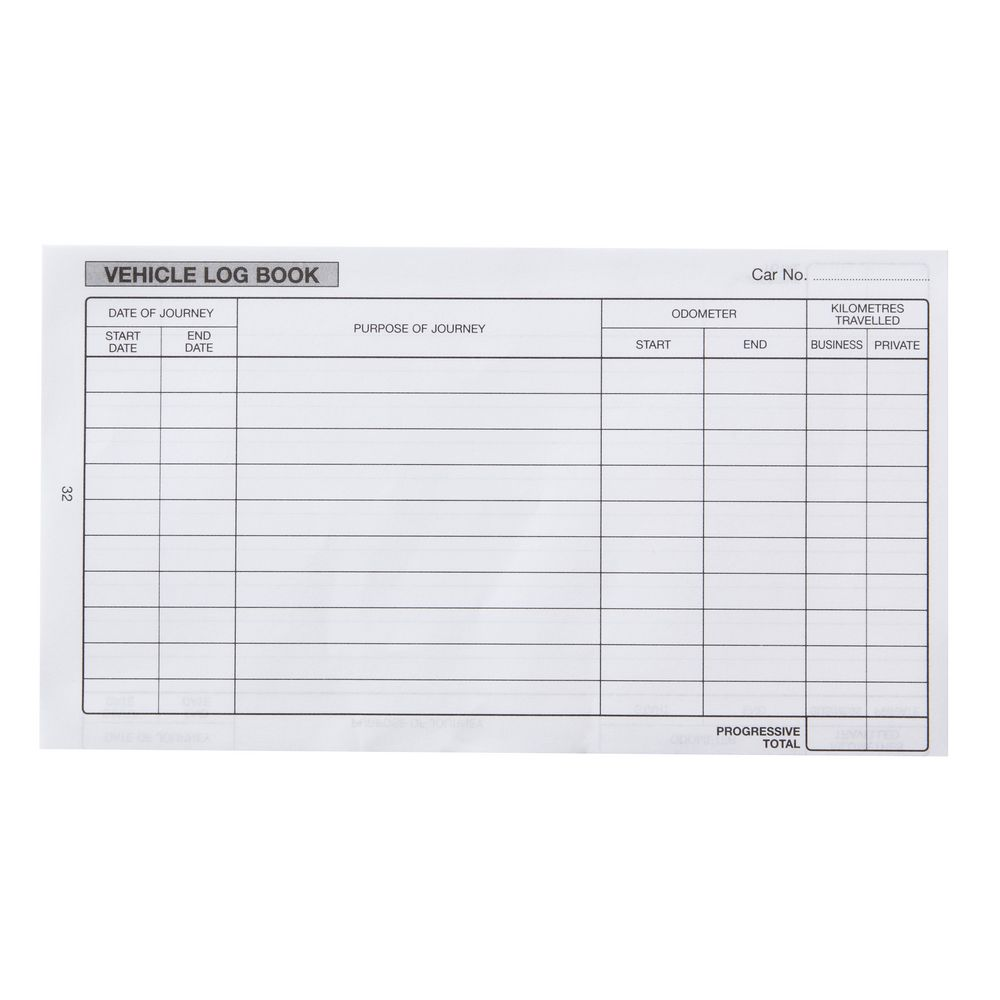 VEHICLE LOG BOOK
Car No.
DATE OF JOURNEY
START DATE
END DATE
PURPOSE OF JOURNEY
ODOMETER
START
END
KILOMETRES TRAVELLED
BUSINESS
PRIVATE
32
PROGRESSIVE
TOTAL